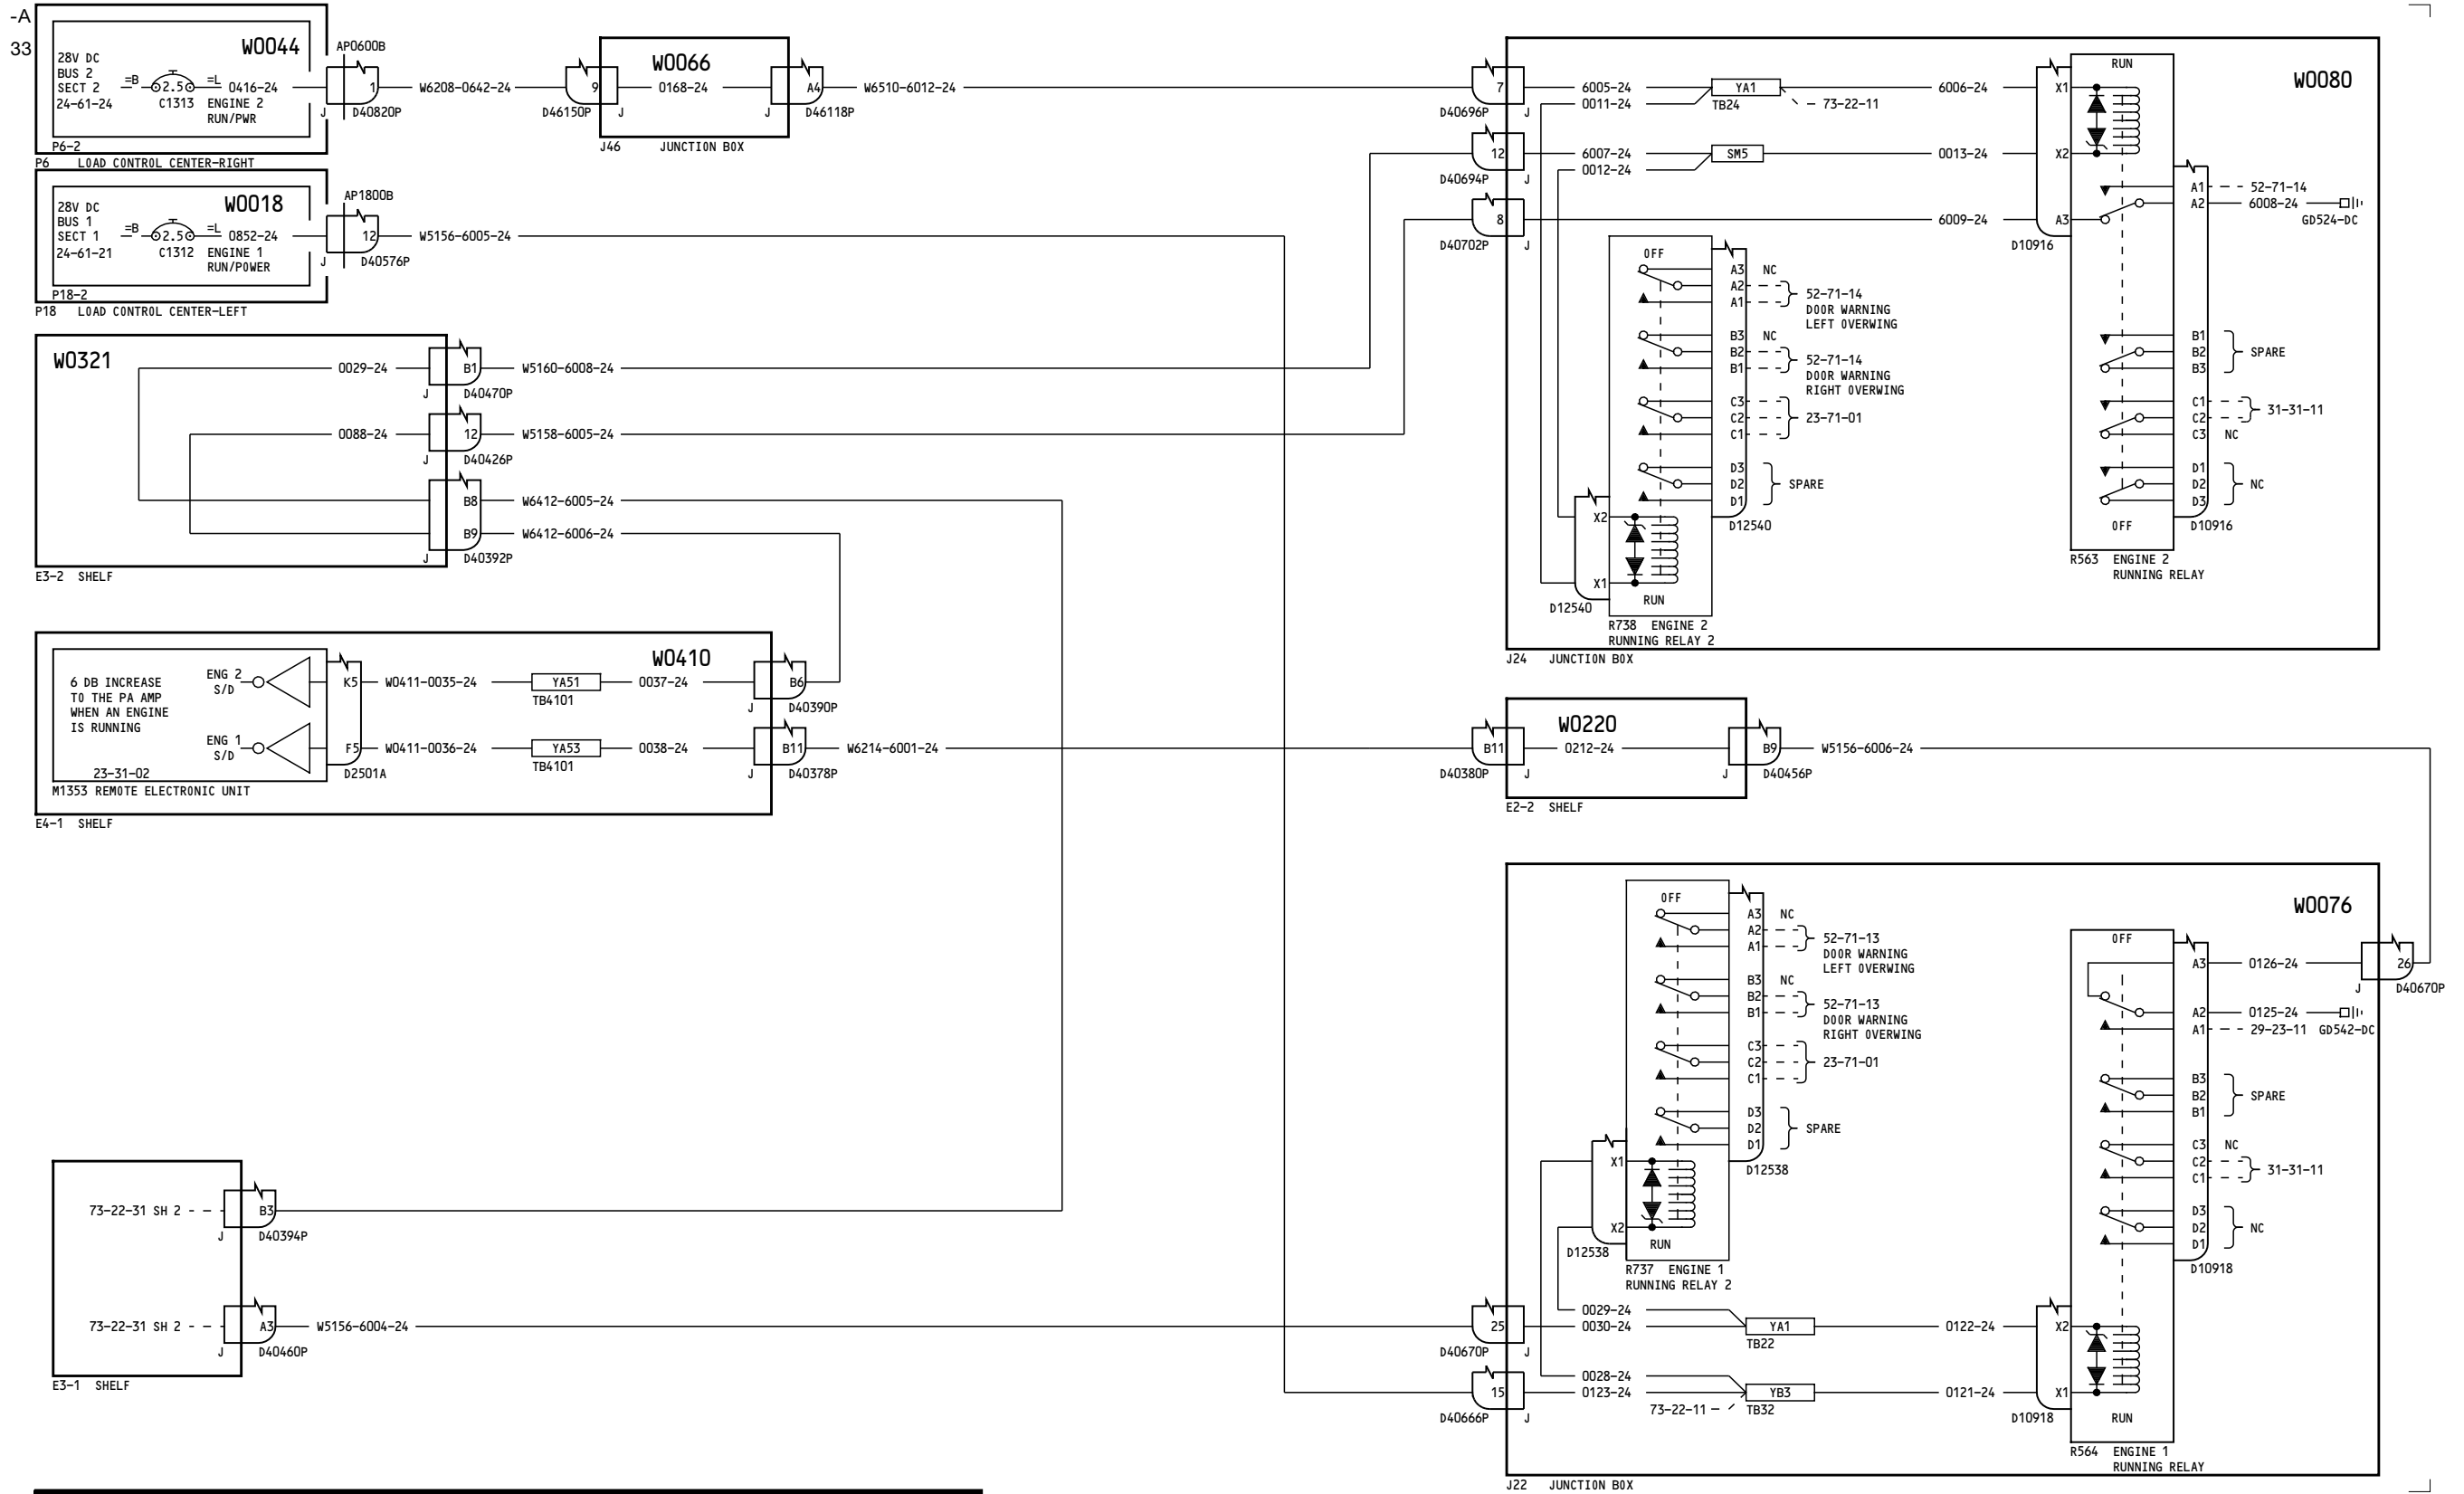 -A
33
W0044
28V DC
BUS 2
SECT 2
24-61-24
=B
2.5
=L
0416-24
C1313
ENGINE 2
RUN/PWR
P6-2
P6 LOAD CONTROL CENTER-RIGHT
AP0600B
1
J
D40820P
W6208-0642-24
9
D46150P
J
W0066
0168-24
J
A4
D46118P
J46 JUNCTION BOX
W6510-6012-24
W0018
28V DC
BUS 1
SECT 1
24-61-21
=B
2.5
=L
0852-24
C1312
ENGINE 1
RUN/POWER
P18-2
P18 LOAD CONTROL CENTER-LEFT
AP1800B
12
J
D40576P
W5156-6005-24
W0321
0029-24
J
B1
D40470P
W5160-6008-24
0088-24
J
12
D40426P
W5158-6005-24
B8
W6412-6005-24
B9
W6412-6006-24
J
D40392P
E3-2 SHELF
W0410
6 DB INCREASE
TO THE PA AMP
WHEN AN ENGINE
IS RUNNING
ENG 2
S/D
K5
W0411-0035-24
YA51
TB4101
0037-24
J
B6
D40390P
ENG 1
S/D
F5
D2501A
W0411-0036-24
YA53
TB4101
0038-24
J
B11
D40378P
W6214-6001-24
23-31-02
M1353 REMOTE ELECTRONIC UNIT
E4-1 SHELF
73-22-31 SH 2
J
B3
D40394P
73-22-31 SH 2
J
A3
D40460P
W5156-6004-24
E3-1 SHELF
W0080
7
D40696P
J
6005-24
0011-24
YA1
TB24
73-22-11
6006-24
12
D40694P
J
6007-24
0012-24
SM5
0013-24
8
D40702P
J
6009-24
X1
X2
A3
D10916
RUN
A1
52-71-14
A2
6008-24
GD524-DC
B1
B2
B3
SPARE
C1
C2
31-31-11
C3
NC
D1
D2
D3
NC
OFF
D10916
R563 ENGINE 2
RUNNING RELAY
OFF
A3
NC
A2
A1
52-71-14
DOOR WARNING
LEFT OVERWING
B3
NC
B2
B1
52-71-14
DOOR WARNING
RIGHT OVERWING
C3
C2
C1
23-71-01
D3
D2
D1
SPARE
D12540
X2
X1
D12540
RUN
R738 ENGINE 2
RUNNING RELAY 2
J24 JUNCTION BOX
W0220
B11
D40380P
J
0212-24
J
B9
D40456P
W5156-6006-24
E2-2 SHELF
W0076
OFF
A3
NC
A2
A1
52-71-13
DOOR WARNING
LEFT OVERWING
B3
NC
B2
B1
52-71-13
DOOR WARNING
RIGHT OVERWING
C3
C2
C1
23-71-01
D3
D2
D1
SPARE
D12538
X1
X2
D12538
RUN
R737 ENGINE 1
RUNNING RELAY 2
OFF
A3
0126-24
26
J
D40670P
A2
0125-24
A1
29-23-11
GD542-DC
B3
B2
B1
SPARE
C3
NC
C2
C1
31-31-11
D3
D2
D1
NC
D10918
25
D40670P
J
0029-24
0030-24
YA1
TB22
0122-24
X2
15
D40666P
J
0028-24
0123-24
73-22-11
YB3
TB32
0121-24
X1
D10918
RUN
R564 ENGINE 1
RUNNING RELAY
J22 JUNCTION BOX